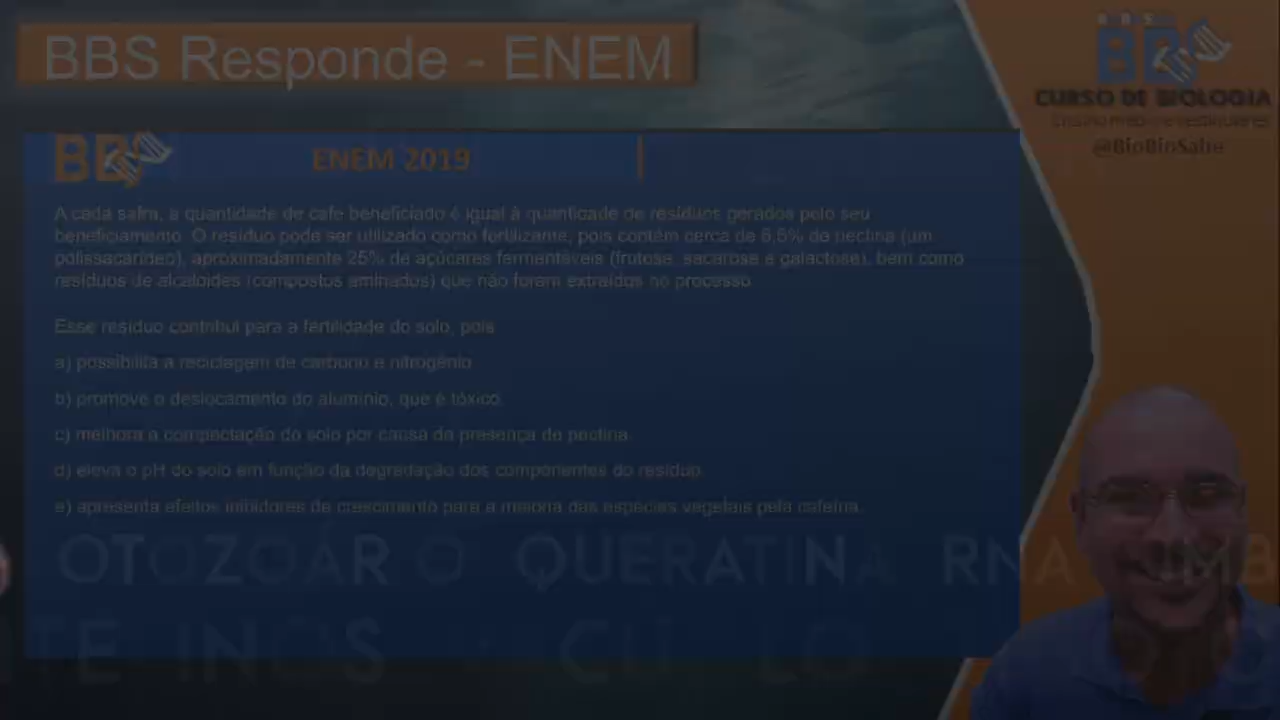 BBS Responde - ENEM
BBS
CURSO DE BIOLOGIA
@BioBioSabe
BBS
ENEM 2019
A cada safra, a quantidade de café beneficiado é igual à quantidade de resíduos gerados pelo seu
beneficiamento. O resíduo pode ser utilizado como fertilizante, pois contém cerca de 6,5% de pectina (um
polissacarídeo), aproximadamente 25% de açúcares fermentáveis (frutose, sacarose e galactose), bem como
resíduos de alcaloides (compostos aminados) que não foram extraídos no processo.
Esse resíduo contribui para a fertilidade do solo, pois
a) possibilita a reciclagem de carbono e nitrogênio.
b) promove o deslocamento do alumínio, que é tóxico.
c) melhora a compactação do solo por causa da presença de pectina.
d) eleva o pH do solo em função da degradação dos componentes do resíduo.
e) apresenta efeitos inibidores de crescimento para a maioria das espécies vegetais pela cafeína.
OTOZOÁR O QUERATINA RNA